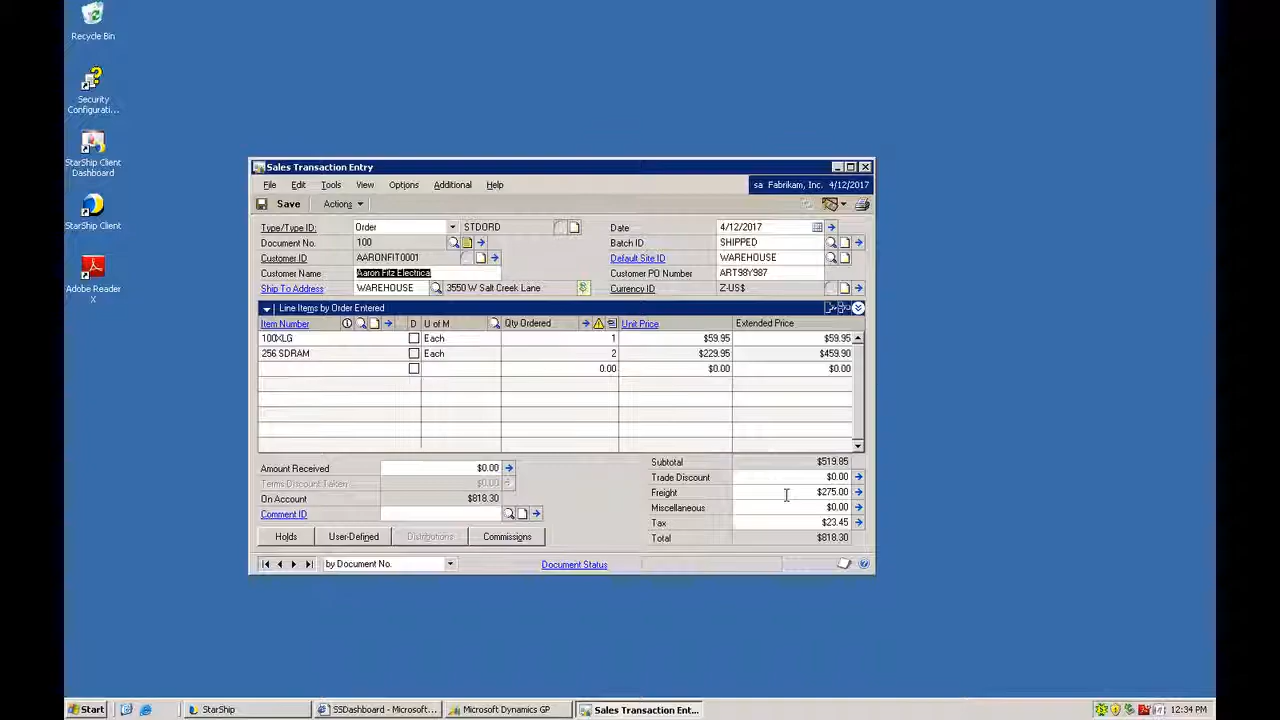 Recycle Bin
Security
Configurati...
StarShip Client
Dashboard
StarShip Client
Adobe Reader
X
Sales Transaction Entry
File Edit Tools View Options Additional Help
sa Fabrikam, Inc. 4/12/2017
Save Actions
Type/Type ID: Order STDORD
Document No. 100
Customer ID AARONFIT0001
Customer Name Aaron Fitz Electrical
Ship To Address WAREHOUSE 3550 W Salt Creek Lane
Date 4/12/2017
Batch ID SHIPPED
Default Site ID WAREHOUSE
Customer PO Number ART98Y987
Currency ID Z-US$
Line Items by Order Entered
Item Number D U of M Qty Ordered Unit Price Extended Price
100XLG Each 1 $59.95 $59.95
256 SDRAM Each 2 $229.95 $459.90
0.00 $0.00 $0.00
Amount Received $0.00
Terms Discount Taken
On Account $818.30
Comment ID
Subtotal $519.85
Trade Discount $0.00
Freight $275.00
Miscellaneous $0.00
Tax $23.45
Total $818.30
Holds User-Defined Distributions Commissions
by Document No. Document Status
Start StarShip SSDashboard - Microsoft... Microsoft Dynamics GP Sales Transaction Ent... 12:34 PM